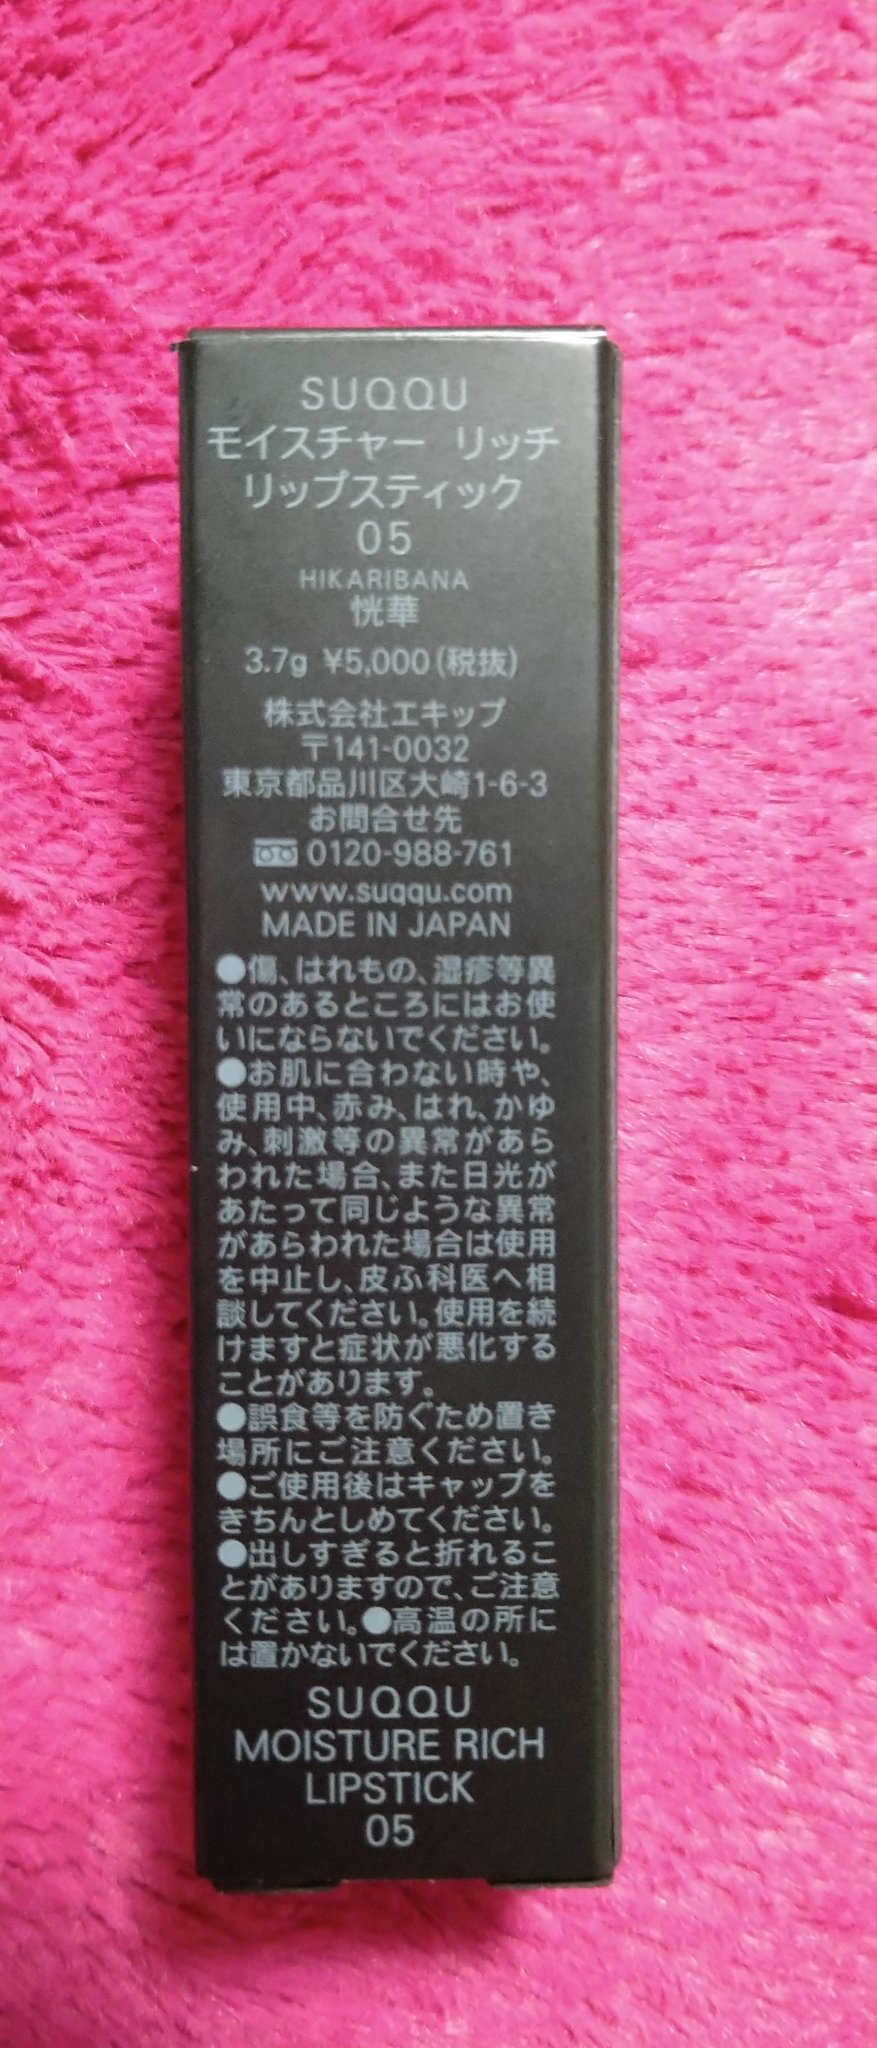 SUQQU
モイスチャー リッチ
リップスティック
05
HIKARIBANA
恍華
3.7g ¥5,000(税抜)
株式会社エキップ
〒141-0032
東京都品川区大崎1-6-3
お問合せ先
0120-988-761
www.suqqu.com
MADE IN JAPAN
●傷、はれもの、湿疹等異
常のあるところにはお使
いにならないでください。
●お肌に合わない時や、
使用中、赤み、はれ、かゆ
み、刺激等の異常があら
われた場合、また日光が
あたって同じような異常
があらわれた場合は使用
を中止し、皮ふ科医へ相
談してください。使用を続
けますと症状が悪化する
ことがあります。
●誤食等を防ぐため置き
場所にご注意ください。
●ご使用後はキャップを
きちんとしめてください。
●出しすぎると折れるこ
とがありますので、ご注意
ください。●高温の所に
は置かないでください。
SUQQU
MOISTURE RICH
LIPSTICK
05